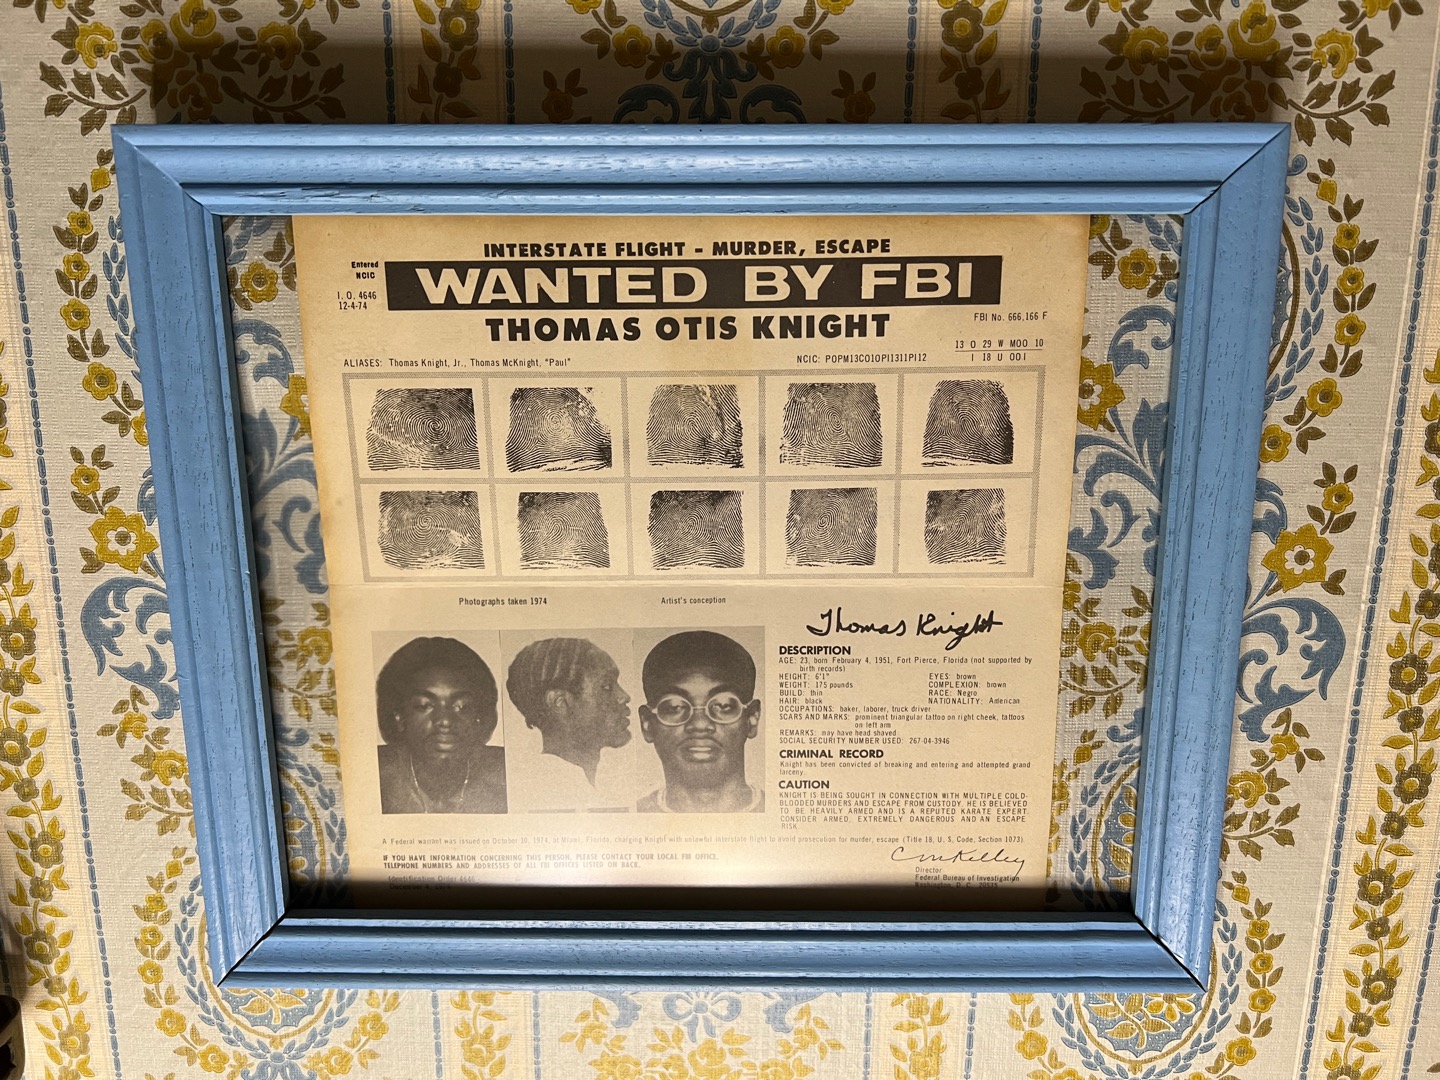 INTERSTATE FLIGHT - MURDER, ESCAPE
Entered
NCIC
WANTED BY FBI
I. O. 4646
12-4-74
THOMAS OTIS KNIGHT
FBI No. 666,166 F
ALIASES: Thomas Knight, Jr., Thomas McKnight, "Paul"
NCIC: POPM13CO10PI1311PI12
13 O 29 W MOO 10
I 18 U OOI
Photographs taken 1974
Artist's conception
Thomas Knight
DESCRIPTION
AGE: 23, born February 4, 1951, Fort Pierce, Florida (not supported by
birth records)
HEIGHT: 6'1" EYES: brown
WEIGHT: 175 pounds COMPLEXION: brown
BUILD: thin RACE: Negro
HAIR: black NATIONALITY: American
OCCUPATIONS: baker, laborer, truck driver
SCARS AND MARKS: prominent triangular tattoo on right cheek, tattoos
on left arm
REMARKS: may have head shaved
SOCIAL SECURITY NUMBER USED: 267-04-3946
CRIMINAL RECORD
Knight has been convicted of breaking and entering and attempted grand
larceny.
CAUTION
KNIGHT IS BEING SOUGHT IN CONNECTION WITH MULTIPLE COLD-
BLOODED MURDERS AND ESCAPE FROM CUSTODY. HE IS BELIEVED
TO BE HEAVILY ARMED AND IS A REPUTED KARATE EXPERT.
CONSIDER ARMED, EXTREMELY DANGEROUS AND AN ESCAPE
RISK.
A Federal warrant was issued on October 30, 1974, at Miami, Florida, charging Knight with unlawful interstate flight to avoid prosecution for murder, escape (Title 18, U. S. Code, Section 1073).
IF YOU HAVE INFORMATION CONCERNING THIS PERSON, PLEASE CONTACT YOUR LOCAL FBI OFFICE.
TELEPHONE NUMBERS AND ADDRESSES OF ALL FBI OFFICES LISTED ON BACK.
CMKelley
Director
Federal Bureau of Investigation
Washington, D. C. 20535
Identification Order 4646
December 4, 1974